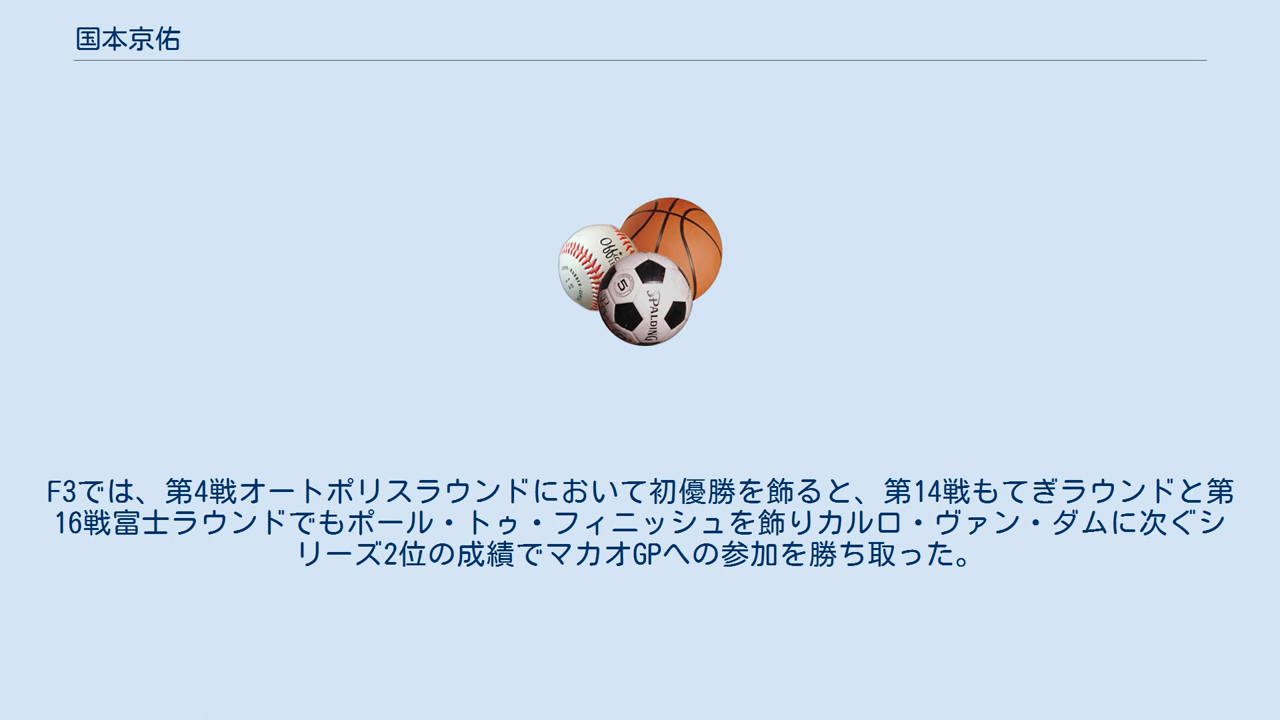 国本京佑
Offic
5
SPALDING
F3では、第4戦オートポリスラウンドにおいて初優勝を飾ると、第14戦もてぎラウンドと第
16戦富士ラウンドでもポール・トゥ・フィニッシュを飾りカルロ・ヴァン・ダムに次ぐシ
リーズ2位の成績でマカオGPへの参加を勝ち取った。